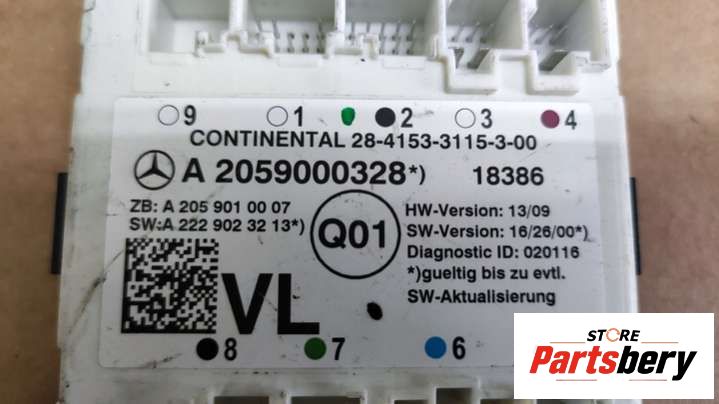 9 1 2 3 4
CONTINENTAL 28-4153-3115-3-00
A 2059000328*) 18386
ZB: A 205 901 00 07
SW:A 222 902 32 13*)
Q01
HW-Version: 13/09
SW-Version: 16/26/00*)
Diagnostic ID: 020116
*)gueltig bis zu evtl.
SW-Aktualisierung
VL
8 7 6
STORE
Partsbery